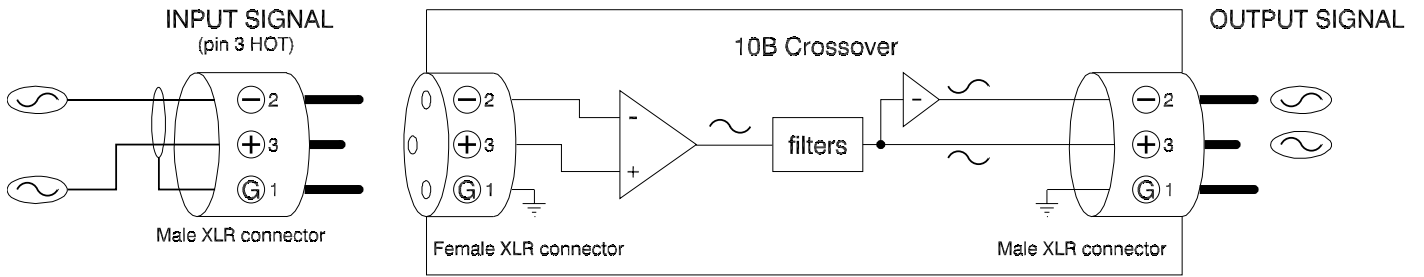 INPUT SIGNAL
(pin 3 HOT)
2
3
G 1
Male XLR connector
10B Crossover
2
3
G 1
Female XLR connector
- 
+
filters
-
2
3
G 1
Male XLR connector
OUTPUT SIGNAL